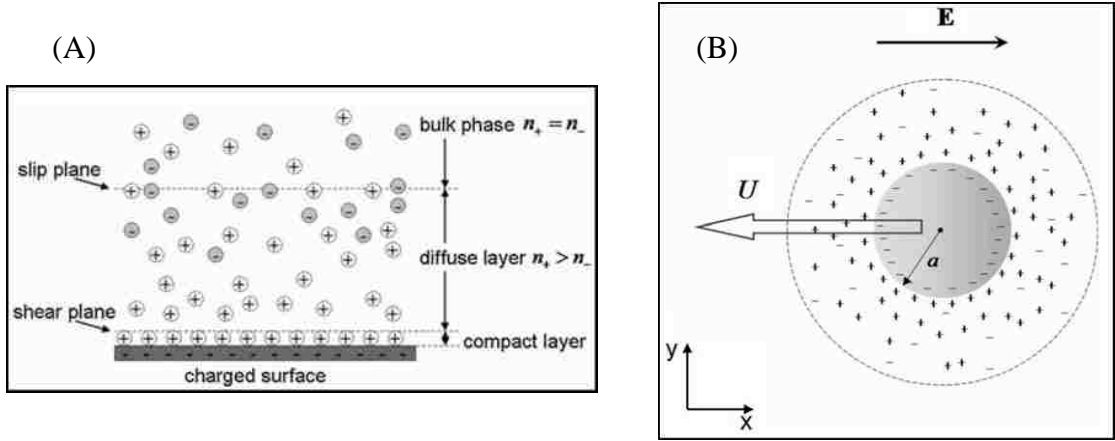 (A)
bulk phase n₊ = n₋
slip plane
diffuse layer n₊ > n₋
shear plane
compact layer
charged surface
(B)
E
U
a
y
x